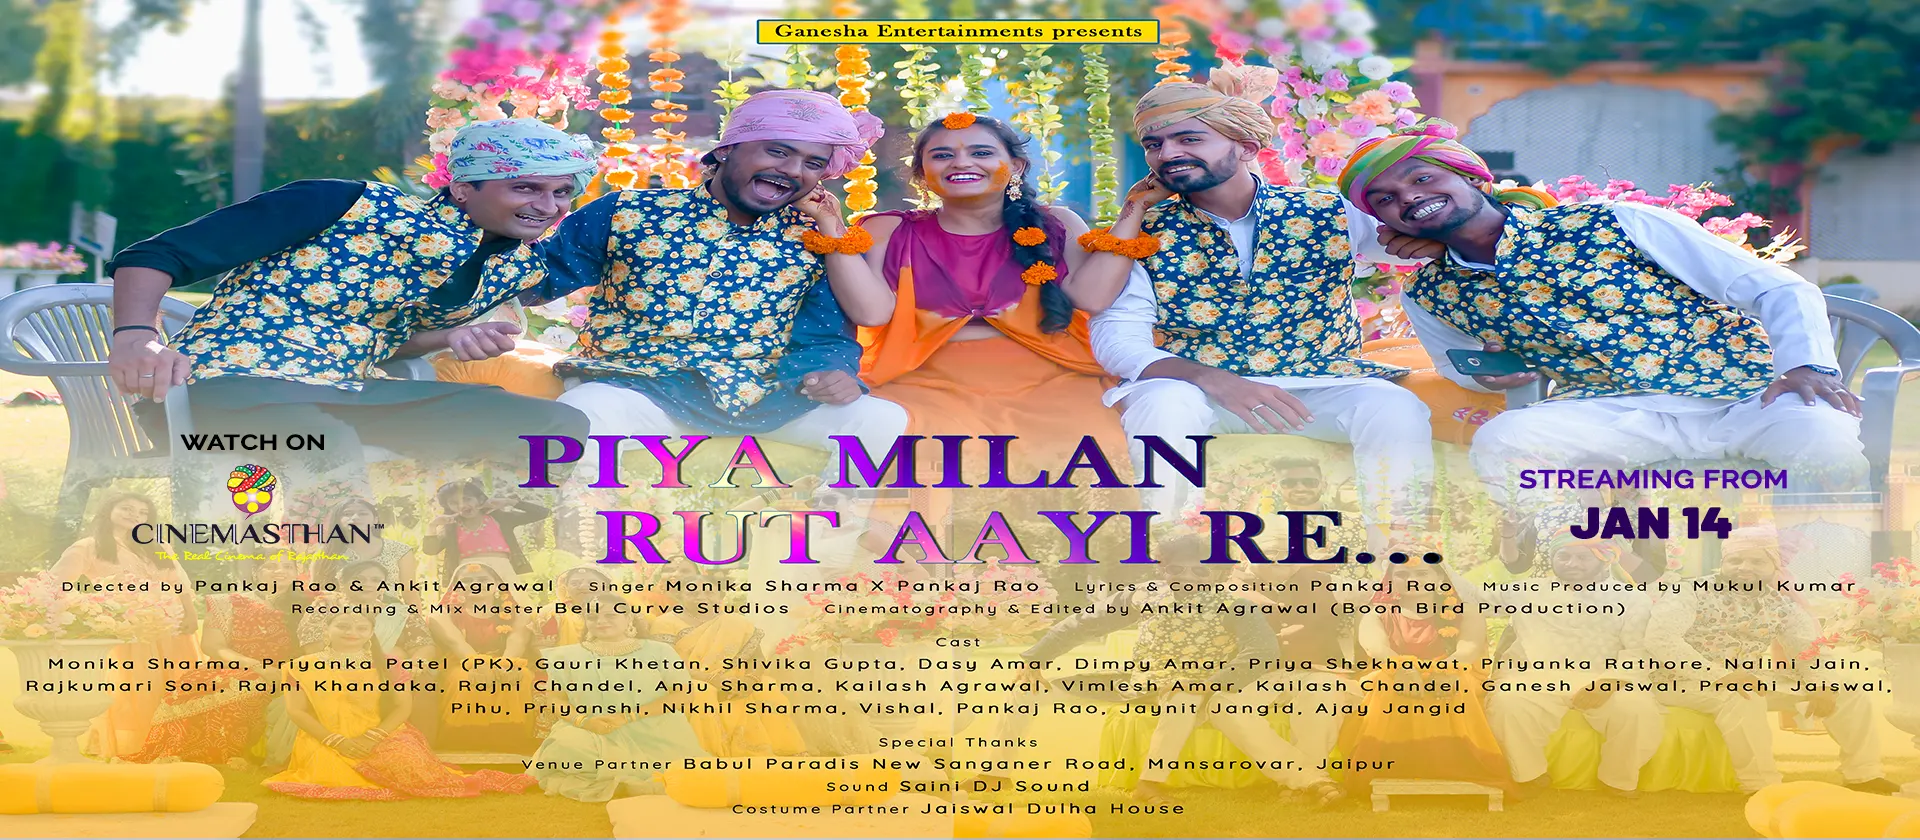 Ganesha Entertainments presents
WATCH ON
CINEMASTHAN™
The Real Cinema of Rajasthan
PIYA MILAN
RUT AAYI RE...
STREAMING FROM
JAN 14
Directed by Pankaj Rao & Ankit Agrawal Singer Monika Sharma X Pankaj Rao Lyrics & Composition Pankaj Rao Music Produced by Mukul Kumar
Recording & Mix Master Bell Curve Studios Cinematography & Edited by Ankit Agrawal (Boon Bird Production)
Cast
Monika Sharma, Priyanka Patel (PK), Gauri Khetan, Shivika Gupta, Dasy Amar, Dimpy Amar, Priya Shekhawat, Priyanka Rathore, Nalini Jain,
Rajkumari Soni, Rajni Khandaka, Rajni Chandel, Anju Sharma, Kailash Agrawal, Vimlesh Amar, Kailash Chandel, Ganesh Jaiswal, Prachi Jaiswal,
Pihu, Priyanshi, Nikhil Sharma, Vishal, Pankaj Rao, Jaynit Jangid, Ajay Jangid
Special Thanks
Venue Partner Babul Paradis New Sanganer Road, Mansarovar, Jaipur
Sound Saini DJ Sound
Costume Partner Jaiswal Dulha House